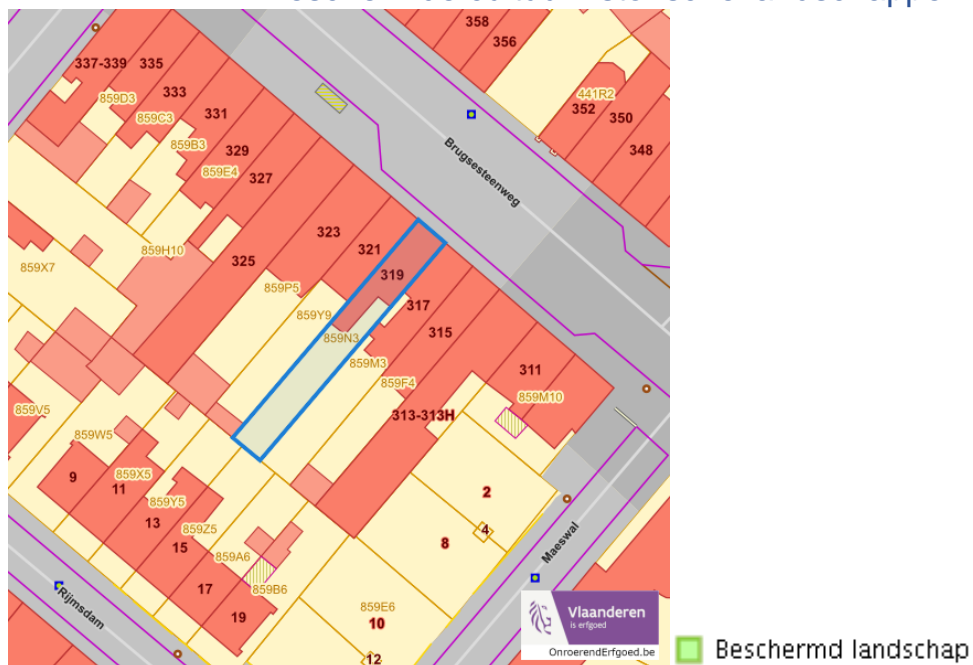 358
356
337-339
335
333
331
329
327
859D3
859C3
859B3
859E4
441R2
352
350
348
Brugsesteenweg
323
321
319
317
315
325
859H10
859X7
859P5
859Y9
859N3
859M3
859F4
311
859M10
313-313H
859V5
859W5
9
11
859X5
859Y5
13
15
859Z5
859A6
17
859B6
19
2
4
8
859E6
10
12
Maeswal
Rijmsdam
Vlaanderen
is erfgoed
OnroerendErfgoed.be
Beschermd landschap